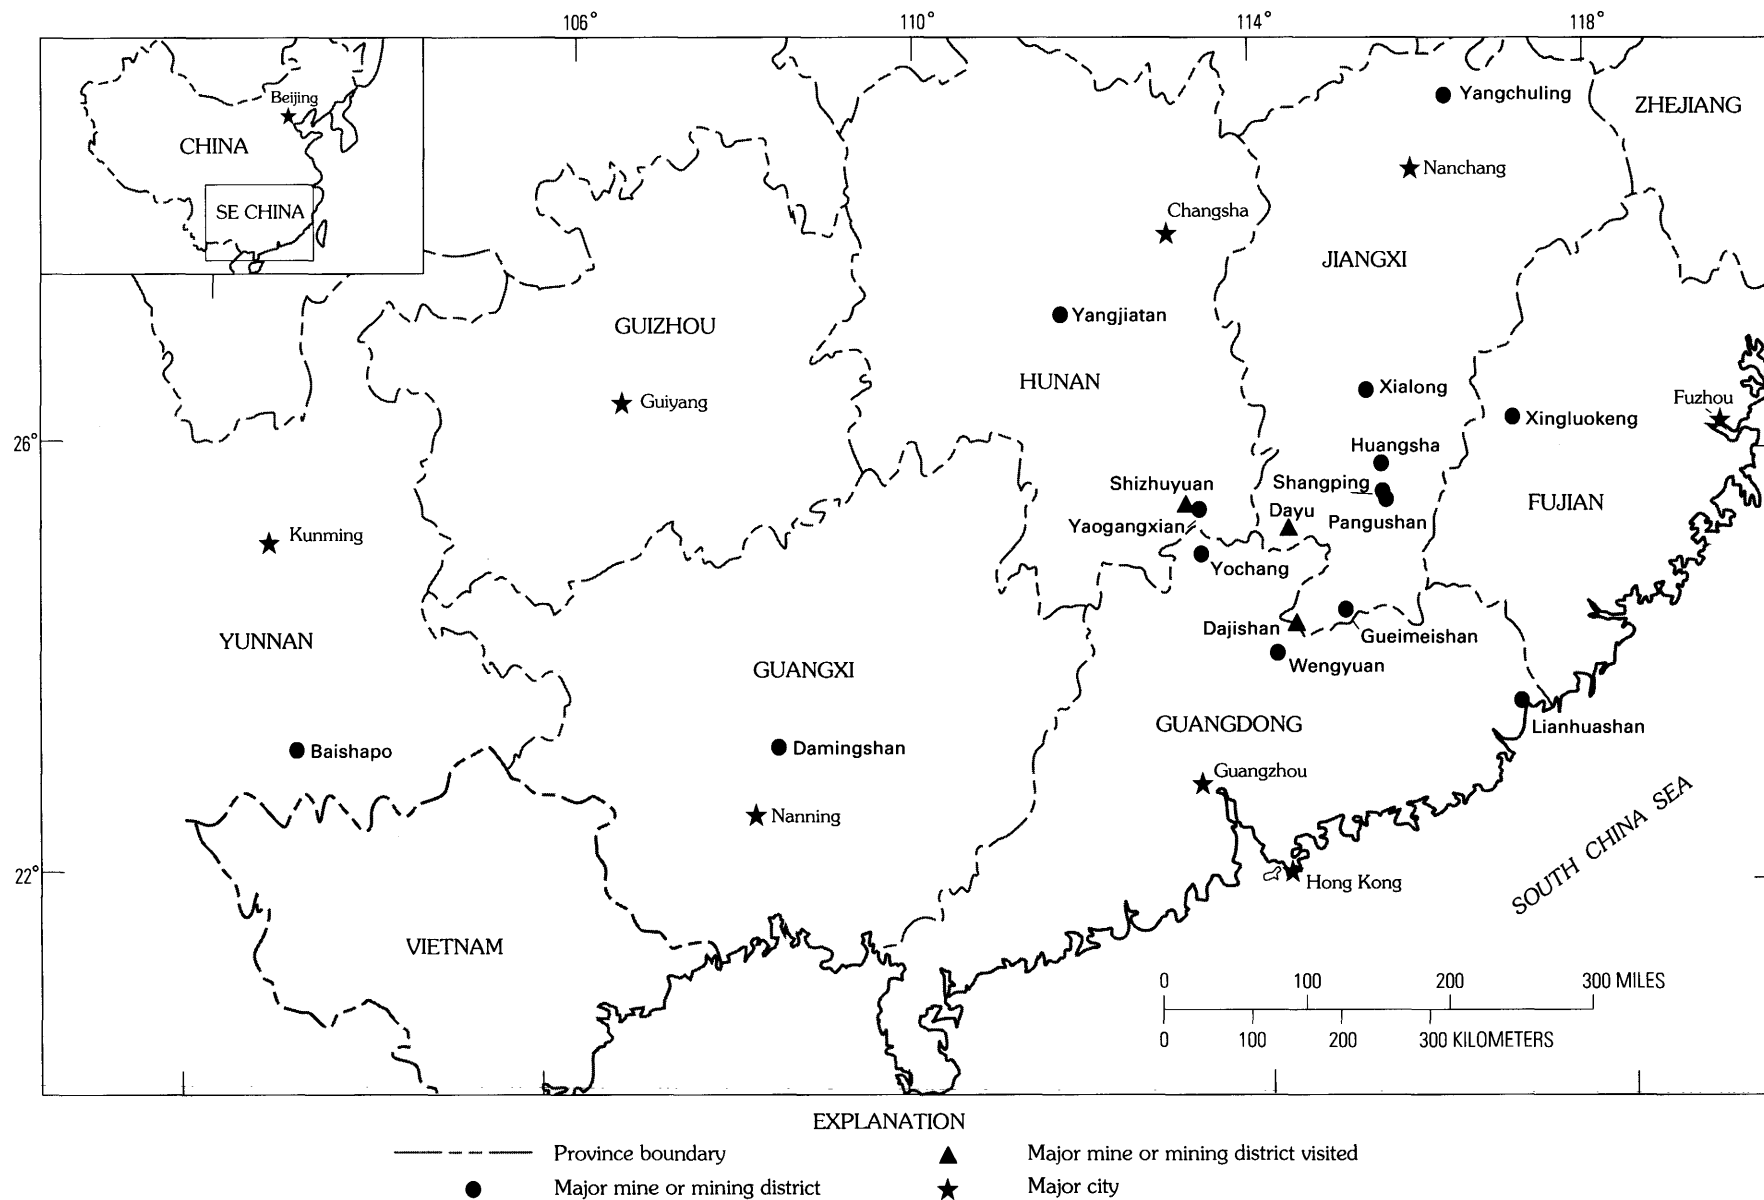 106°
110°
114°
118°
Beijing
CHINA
SE CHINA
Yangchuling
ZHEJIANG
Nanchang
Changsha
JIANGXI
GUIZHOU
Yangjiatan
HUNAN
Xialong
Guiyang
Fuzhou
Xingluokeng
26°
Huangsha
Shizhuyuan
Shangping
FUJIAN
Dayu
Yaogangxian
Pangushan
Kunming
Yochang
YUNNAN
Dajishan
Gueimeishan
GUANGXI
Wengyuan
GUANGDONG
Lianhuashan
Baishapo
Damingshan
Guangzhou
Nanning
SOUTH CHINA SEA
22°
Hong Kong
VIETNAM
0 100 200 300 MILES
0 100 200 300 KILOMETERS
EXPLANATION
Province boundary
Major mine or mining district visited
Major mine or mining district
Major city